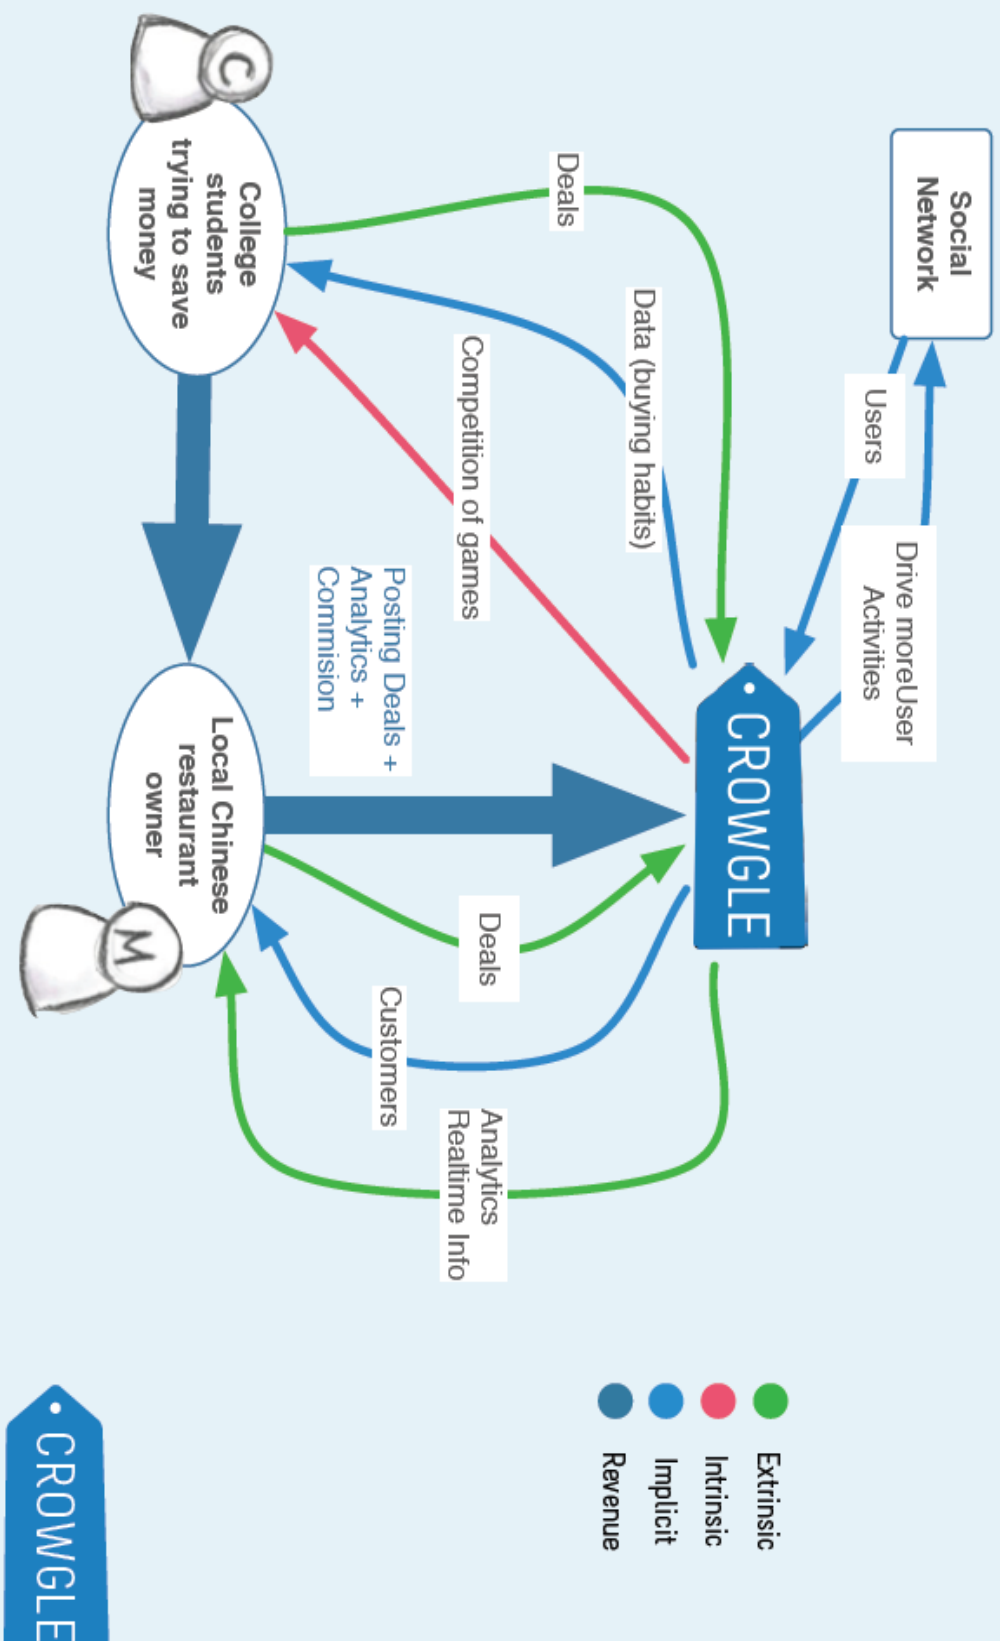 Social
Network
Users
Drive moreUser
Activities
CROWGLE
Deals
Data (buying habits)
Competition of games
C
College
students
trying to save
money
Posting Deals +
Analytics +
Commision
Deals
Customers
Analytics
Realtime Info
Local Chinese
restaurant
owner
M
Extrinsic
Intrinsic
Implicit
Revenue
CROWGLE